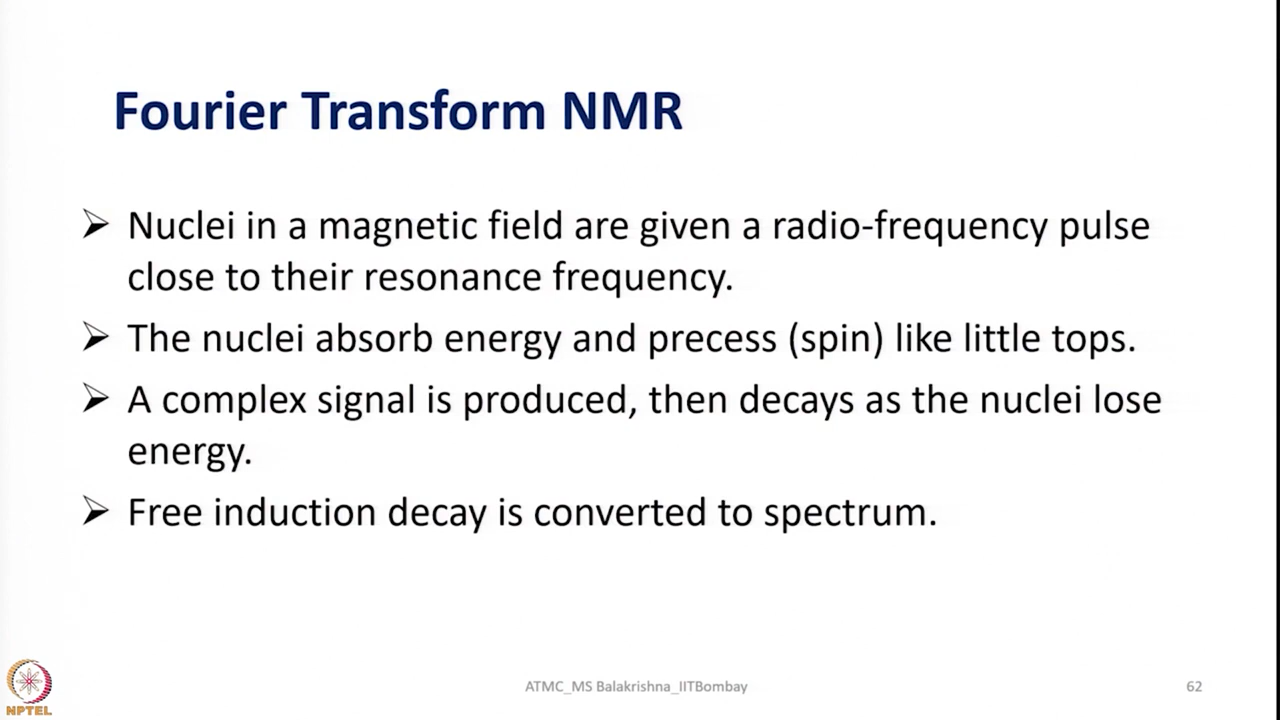 Fourier Transform NMR
➢ Nuclei in a magnetic field are given a radio-frequency pulse
close to their resonance frequency.
➢ The nuclei absorb energy and precess (spin) like little tops.
➢ A complex signal is produced, then decays as the nuclei lose
energy.
➢ Free induction decay is converted to spectrum.
NPTEL
ATMC_MS Balakrishna_IITBombay
62